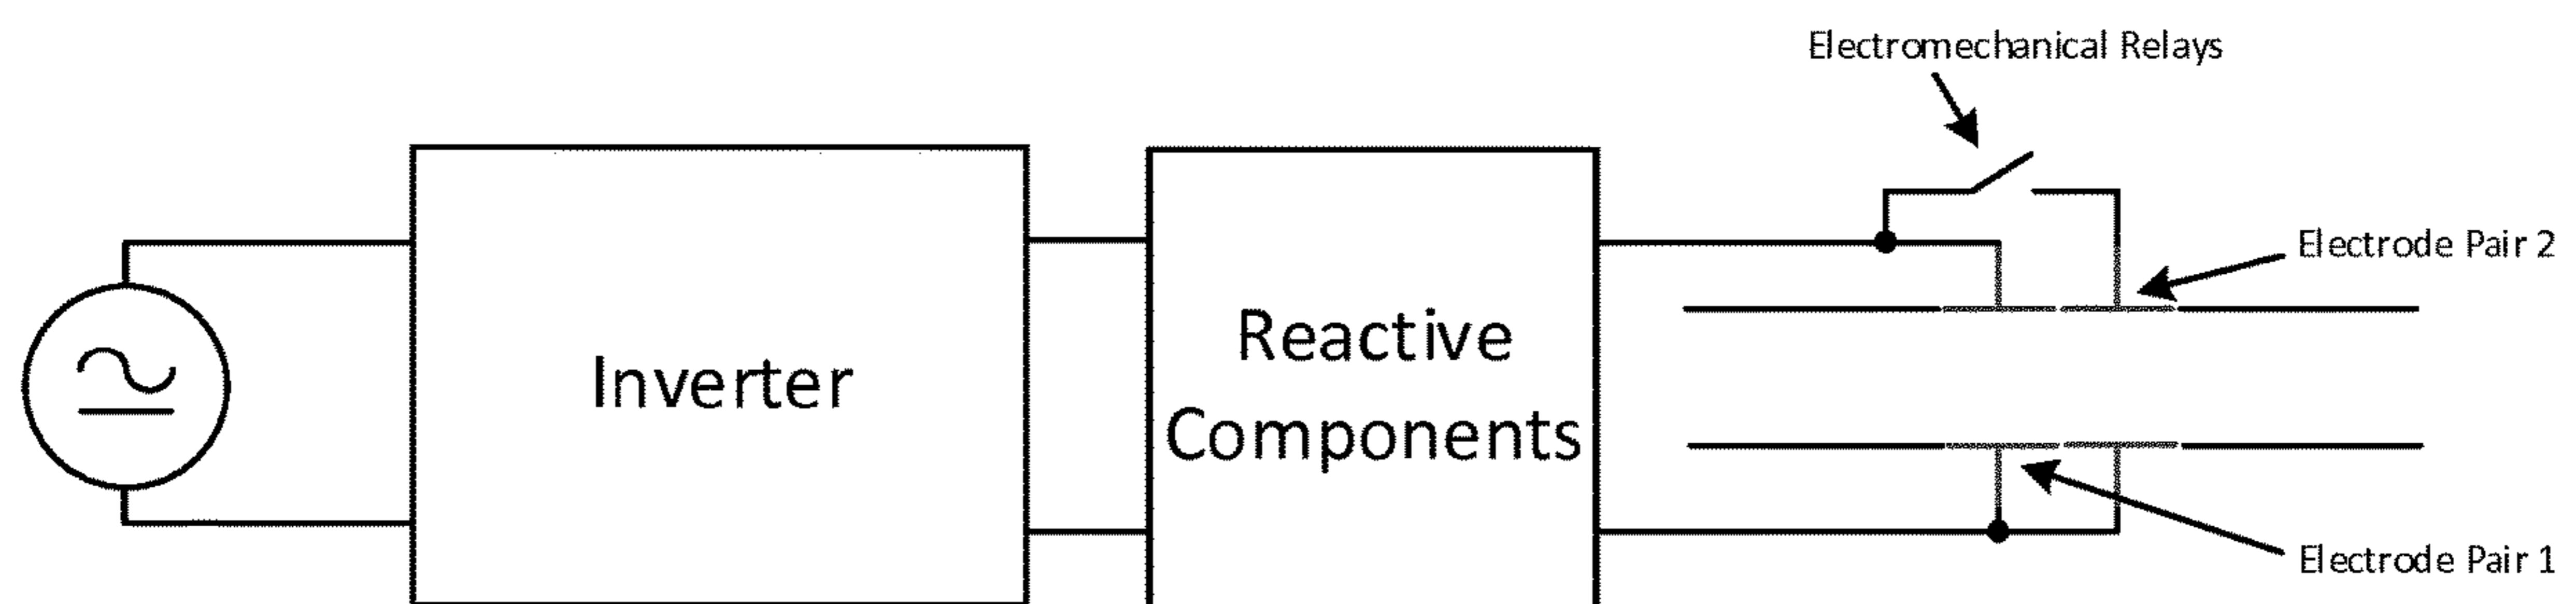 Electromechanical Relays
Electrode Pair 2
Inverter
Reactive
Components
Electrode Pair 1